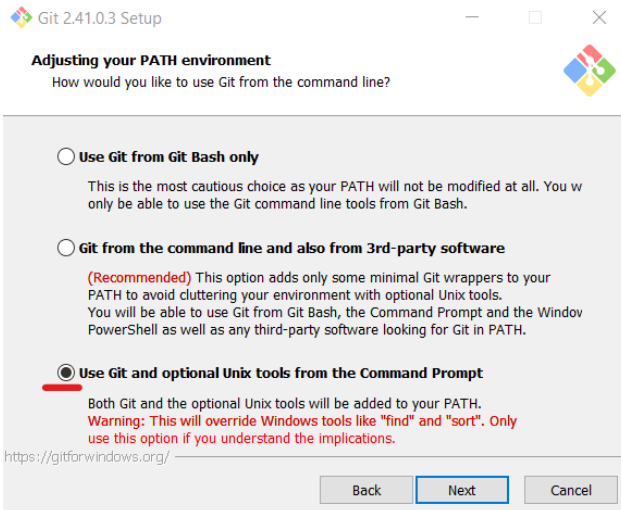 Git 2.41.0.3 Setup
Adjusting your PATH environment
How would you like to use Git from the command line?
Use Git from Git Bash only
This is the most cautious choice as your PATH will not be modified at all. You w
only be able to use the Git command line tools from Git Bash.
Git from the command line and also from 3rd-party software
(Recommended) This option adds only some minimal Git wrappers to your
PATH to avoid cluttering your environment with optional Unix tools.
You will be able to use Git from Git Bash, the Command Prompt and the Window
PowerShell as well as any third-party software looking for Git in PATH.
Use Git and optional Unix tools from the Command Prompt
Both Git and the optional Unix tools will be added to your PATH.
Warning: This will override Windows tools like "find" and "sort". Only
use this option if you understand the implications.
https://gitforwindows.org/
Back Next Cancel